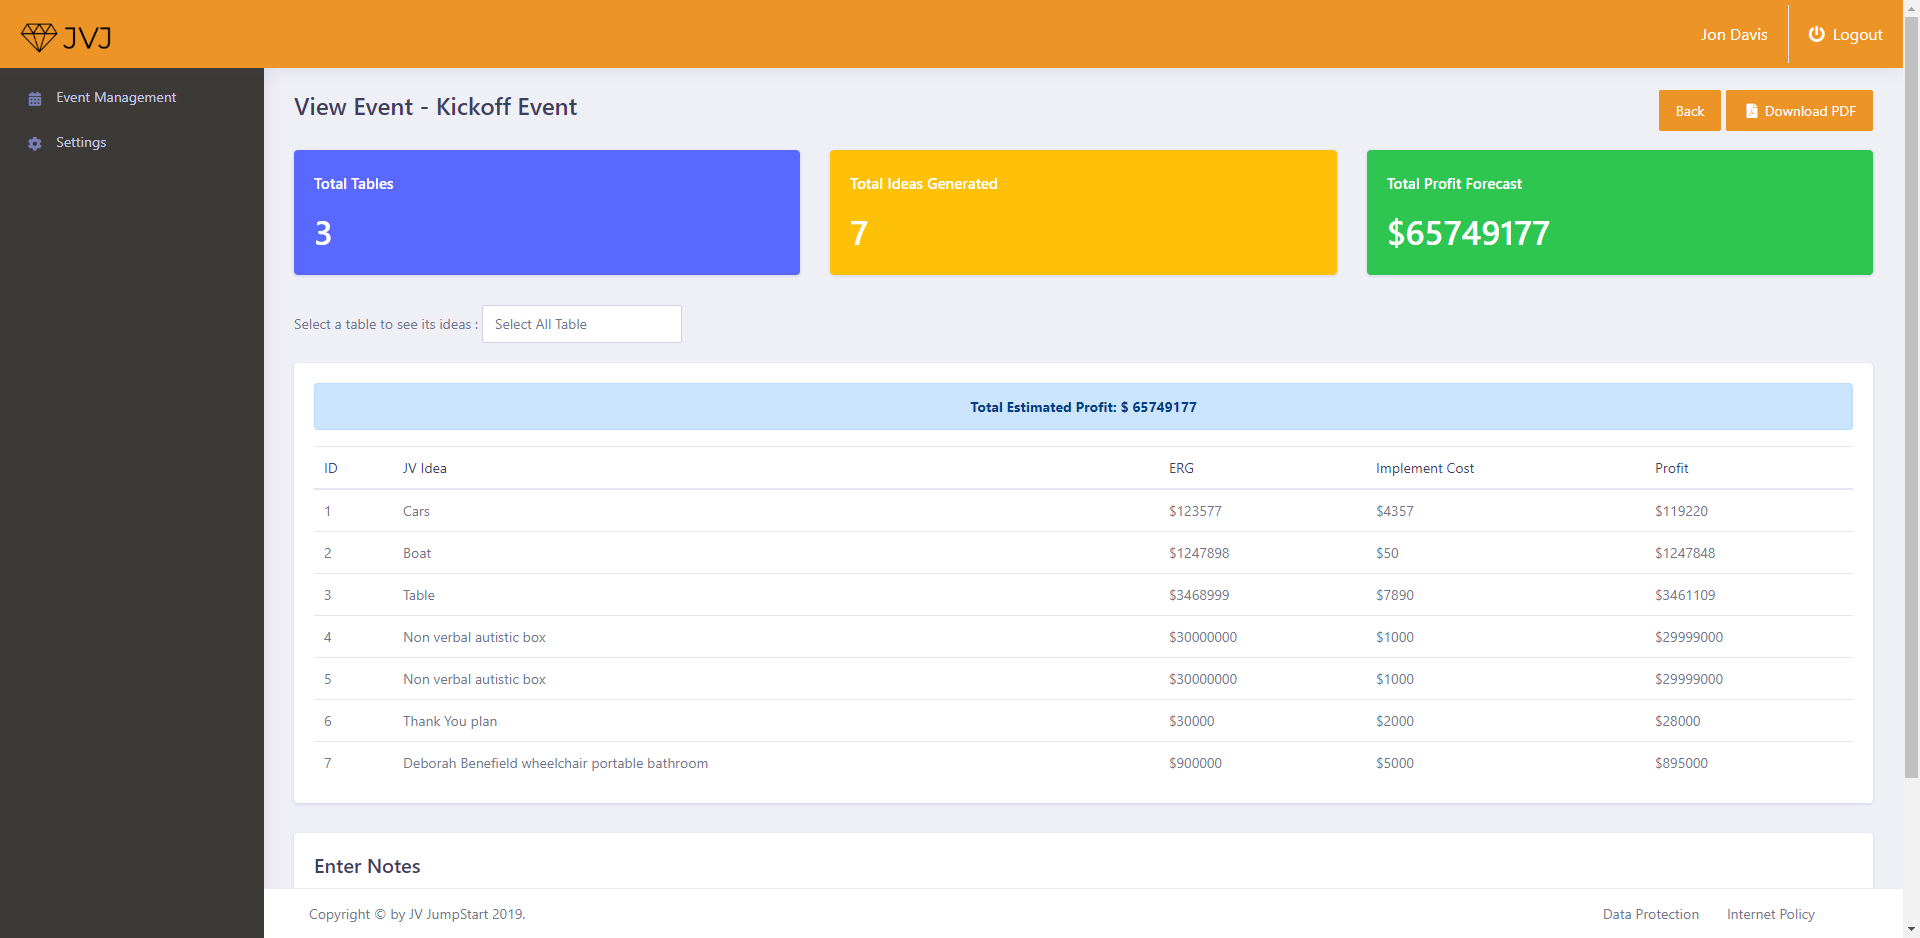 JVJ
Jon Davis
Logout
Event Management
Settings
View Event - Kickoff Event
Back
Download PDF
Total Tables
3
Total Ideas Generated
7
Total Profit Forecast
$65749177
Select a table to see its ideas : Select All Table
Total Estimated Profit: $ 65749177
ID JV Idea ERG Implement Cost Profit
1 Cars $123577 $4357 $119220
2 Boat $1247898 $50 $1247848
3 Table $3468999 $7890 $3461109
4 Non verbal autistic box $30000000 $1000 $29999000
5 Non verbal autistic box $30000000 $1000 $29999000
6 Thank You plan $30000 $2000 $28000
7 Deborah Benefield wheelchair portable bathroom $900000 $5000 $895000
Enter Notes
Copyright © by JV JumpStart 2019.
Data Protection
Internet Policy